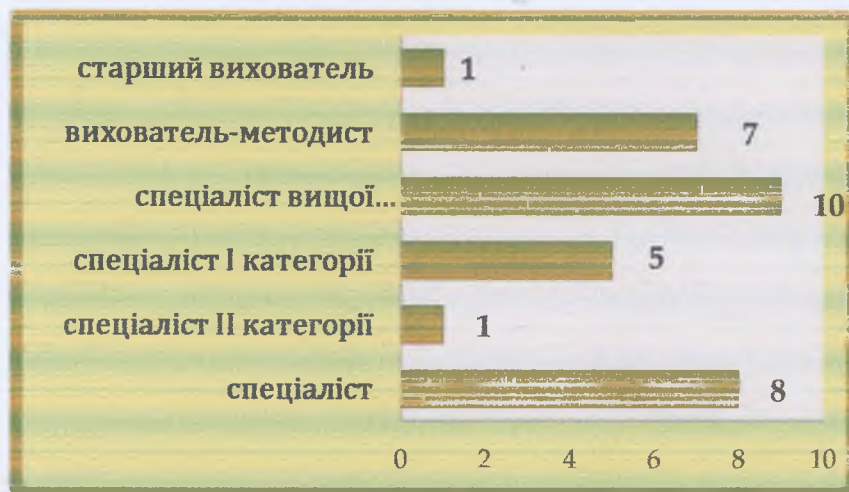 старший вихователь 1
вихователь-методист 7
спеціаліст вищої... 10
спеціаліст І категорії 5
спеціаліст ІІ категорії 1
спеціаліст 8
0 2 4 6 8 10